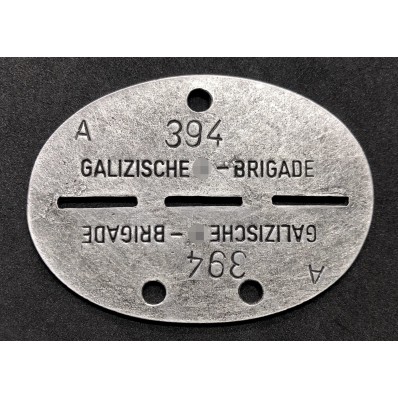 A 394
GALIZISCHE - BRIGADE
GALIZISCHE - BRIGADE
394 A